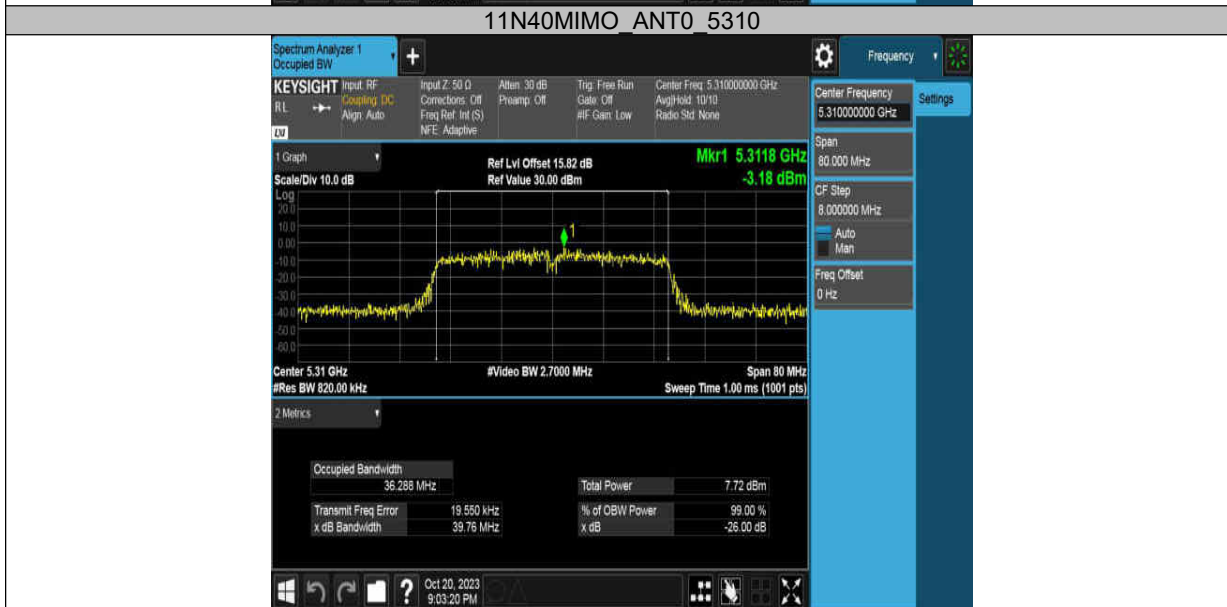 11N40MIMO_ANT0_5310
Spectrum Analyzer 1
Occupied BW
+
Frequency
KEYSIGHT
RL
LXI
Input: RF
Coupling: DC
Align: Auto
Input Z: 50 Ω
Corrections: Off
Freq Ref: Int (S)
NFE: Adaptive
Atten: 30 dB
Preamp: Off
Trig: Free Run
Gate: Off
#IF Gain: Low
Center Freq: 5.310000000 GHz
Avg|Hold: 10/10
Radio Std: None
Center Frequency
5.310000000 GHz
Settings
Span
80.000 MHz
CF Step
8.000000 MHz
Auto
Man
Freq Offset
0 Hz
1 Graph
Scale/Div 10.0 dB
Ref Lvl Offset 15.82 dB
Ref Value 30.00 dBm
Mkr1 5.3118 GHz
-3.18 dBm
Log
20.0
10.0
0.00
-10.0
-20.0
-30.0
-40.0
-50.0
-60.0
1
Center 5.31 GHz
#Res BW 820.00 kHz
#Video BW 2.7000 MHz
Span 80 MHz
Sweep Time 1.00 ms (1001 pts)
2 Metrics
Occupied Bandwidth
36.288 MHz
Total Power 7.72 dBm
Transmit Freq Error 19.550 kHz
% of OBW Power 99.00 %
x dB Bandwidth 39.76 MHz
x dB -26.00 dB
?
Oct 20, 2023
9:03:20 PM